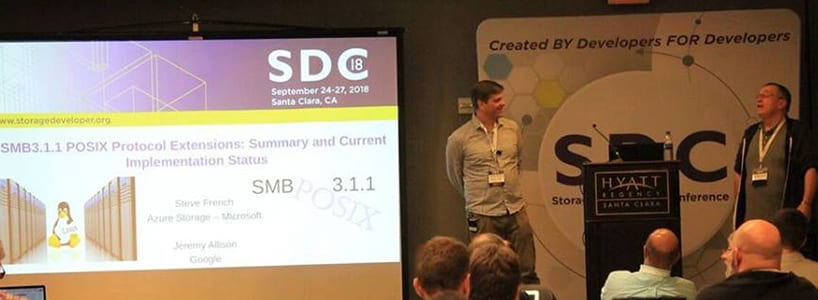 SDC
18
September 24-27, 2018
Santa Clara, CA
www.storagedeveloper.org
SMB3.1.1 POSIX Protocol Extensions: Summary and Current
Implementation Status
SMB
POSIX
3.1.1
Steve French
Azure Storage – Microsoft
Jeremy Allison
Google
Created BY Developers FOR Developers
SDC
HYATT
REGENCY
SANTA CLARA